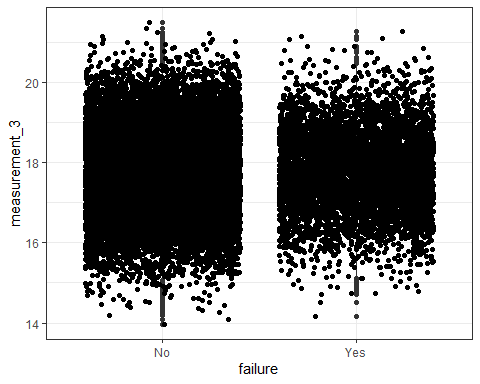 measurement_3
20
18
16
14
No
Yes
failure